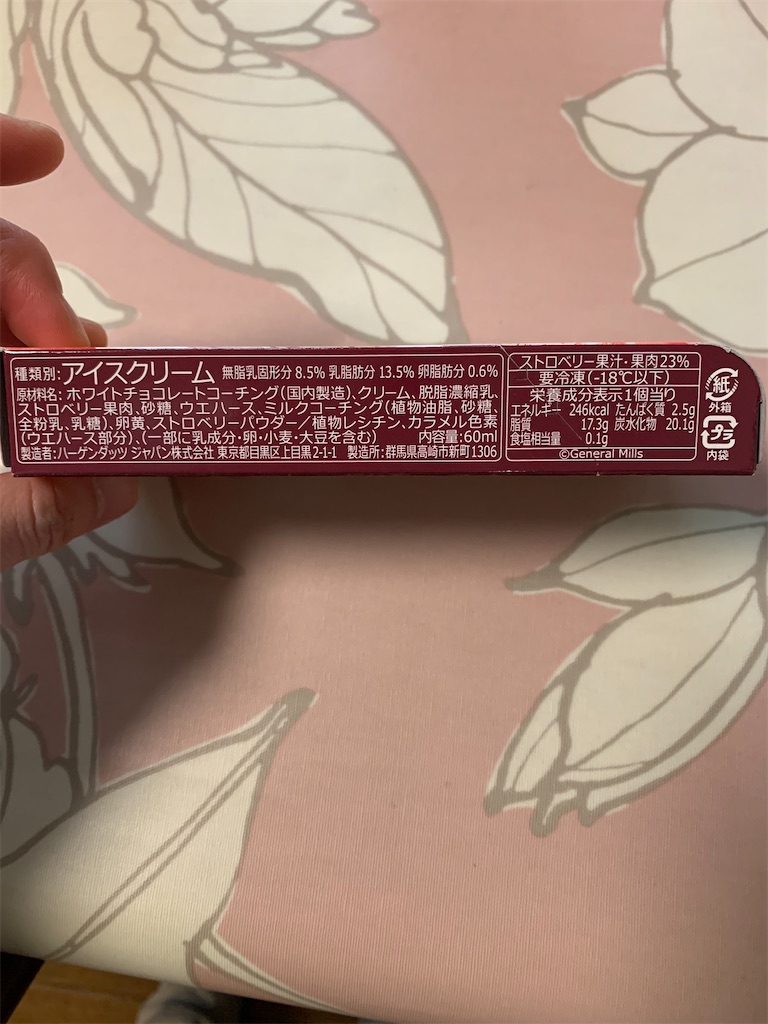 種類別:アイスクリーム 無脂乳固形分 8.5% 乳脂肪分 13.5% 卵脂肪分 0.6%
原材料名:ホワイトチョコレートコーチング(国内製造)、クリーム、脱脂濃縮乳、
ストロベリー果肉、砂糖、ウエハース、ミルクコーチング(植物油脂、砂糖、
全粉乳、乳糖)、卵黄、ストロベリーパウダー/植物レシチン、カラメル色素
(ウエハース部分)、(一部に乳成分・卵・小麦・大豆を含む) 内容量:60ml
製造者:ハーゲンダッツ ジャパン株式会社 東京都目黒区上目黒2-1-1 製造所:群馬県高崎市新町1306
ストロベリー果汁・果肉23%
要冷凍(-18℃以下)
栄養成分表示1個当り
エネルギー 246kcal たんぱく質 2.5g
脂質 17.3g 炭水化物 20.1g
食塩相当量 0.1g
©General Mills
紙
外箱
プラ
内袋